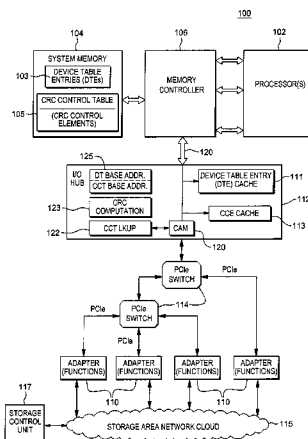 100
104
106
102
SYSTEM MEMORY
103
DEVICE TABLE
ENTRIES (DTEs)
CRC CONTROL TABLE
105
(CRC CONTROL
ELEMENTS)
MEMORY
CONTROLLER
PROCESSOR(S)
120
125
I/O
HUB
DT BASE ADDR.
CCT BASE ADDR.
DEVICE TABLE ENTRY
(DTE) CACHE
111
112
123
CRC
COMPUTATION
122
CCT LKUP
CAM
CCE CACHE
113
120
PCIe
PCIe
SWITCH
PCIe
114
PCIe
SWITCH
PCIe
PCIe
ADAPTER
(FUNCTIONS)
ADAPTER
(FUNCTIONS)
ADAPTER
(FUNCTIONS)
ADAPTER
(FUNCTIONS)
110
110
117
STORAGE
CONTROL
UNIT
STORAGE AREA NETWORK CLOUD
115